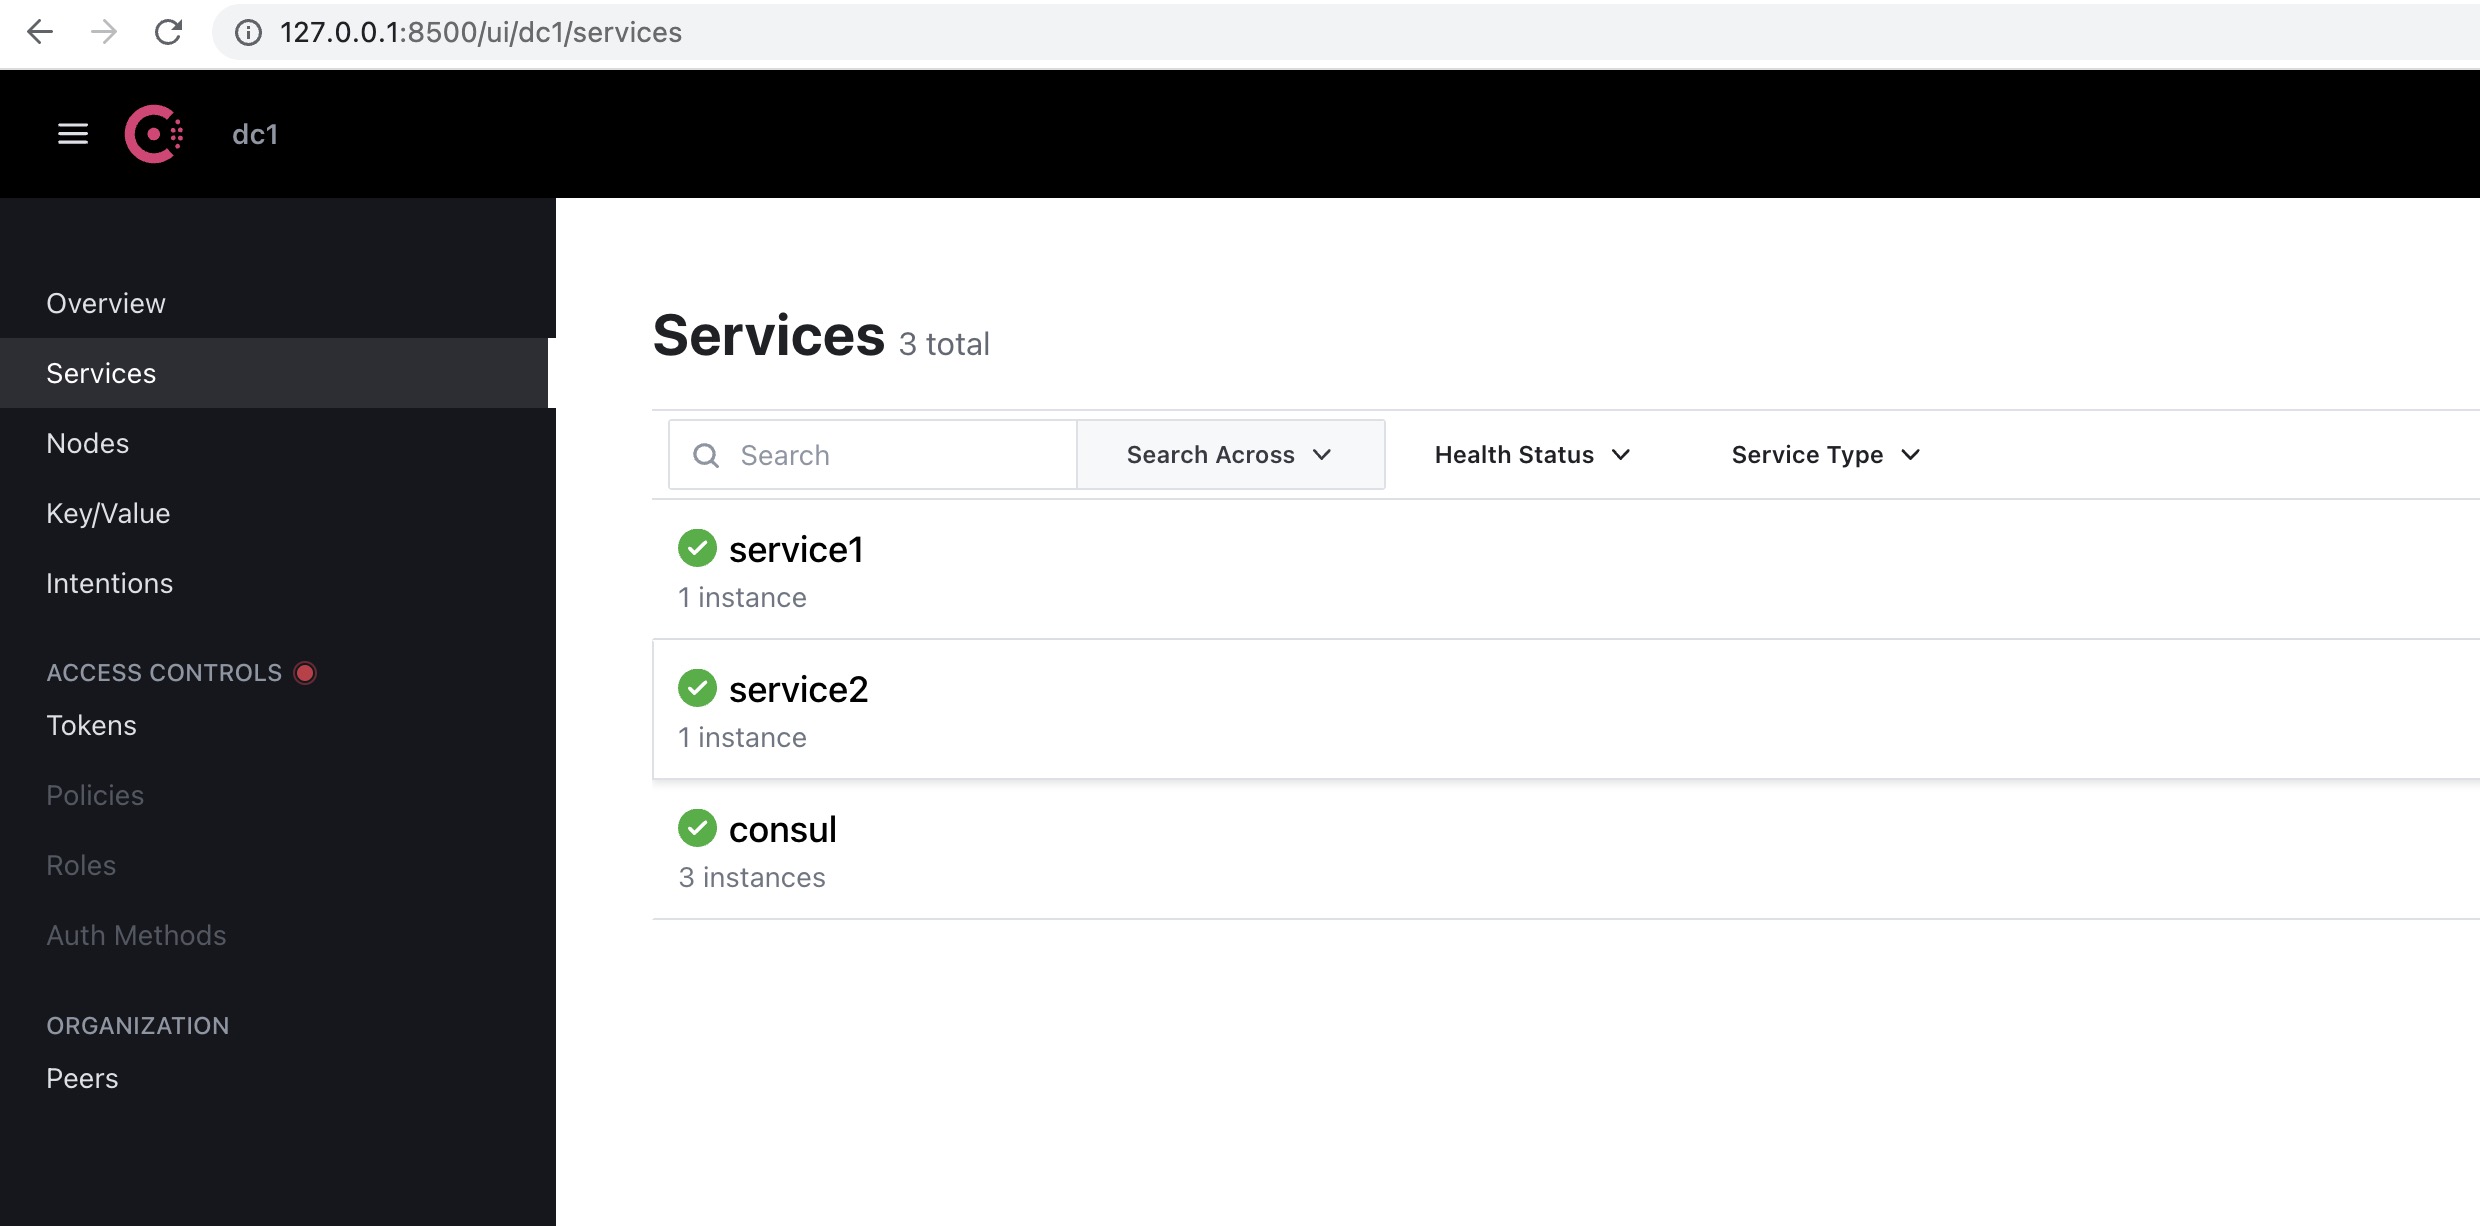 127.0.0.1:8500/ui/dc1/services
dc1
Overview
Services
Nodes
Key/Value
Intentions
ACCESS CONTROLS
Tokens
Policies
Roles
Auth Methods
ORGANIZATION
Peers
Services 3 total
Search Search Across Health Status Service Type
service1
1 instance
service2
1 instance
consul
3 instances